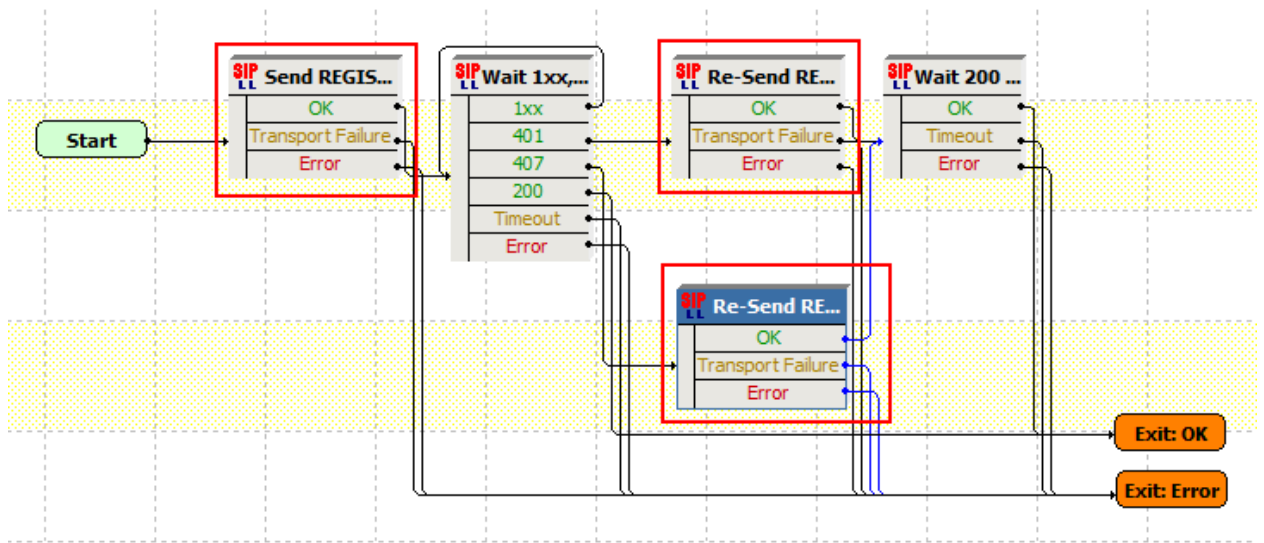 Start
SIP LL Send REGIS...
OK
Transport Failure
Error
SIP LL Wait 1xx,...
1xx
401
407
200
Timeout
Error
SIP LL Re-Send RE...
OK
Transport Failure
Error
SIP LL Wait 200 ...
OK
Timeout
Error
SIP LL Re-Send RE...
OK
Transport Failure
Error
Exit: OK
Exit: Error